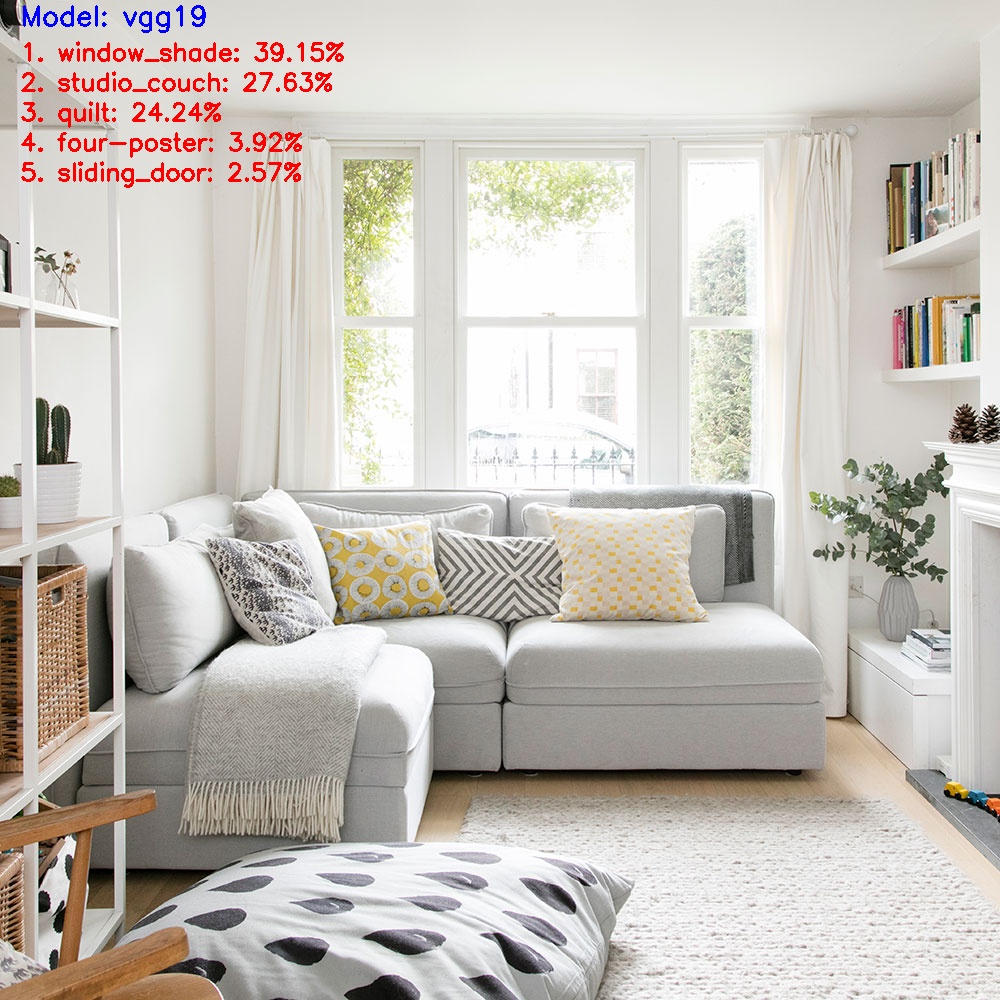 Model: vgg19
1. window_shade: 39.15%
2. studio_couch: 27.63%
3. quilt: 24.24%
4. four-poster: 3.92%
5. sliding_door: 2.57%